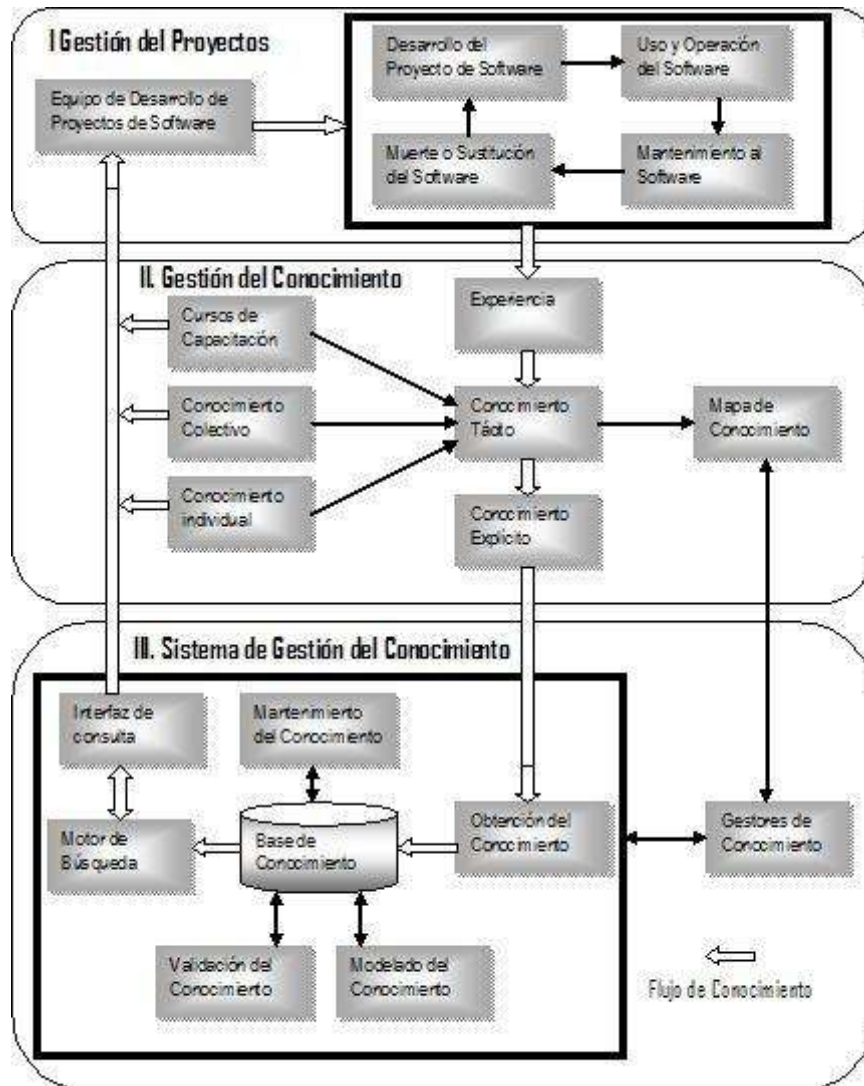 I Gestión del Proyectos
Equipo de Desarrollo de
Proyectos de Software
Desarrollo del
Proyecto de Software
Uso y Operación
del Software
Muerte o Sustitución
del Software
Mantenimiento al
Software
II. Gestión del Conocimiento
Cursos de
Capacitación
Experiencia
Conocimiento
Colectivo
Conocimiento
Tácito
Mapa de
Conocimiento
Conocimiento
individual
Conocimiento
Explícito
III. Sistema de Gestión del Conocimiento
Interfaz de
consulta
Mantenimiento
del Conocimiento
Motor de
Búsqueda
Base de
Conocimiento
Obtención del
Conocimiento
Gestores de
Conocimiento
Validación del
Conocimiento
Modelado del
Conocimiento
Flujo de Conocimiento